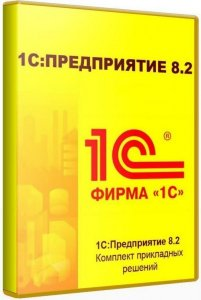 1С:ПРЕДПРИЯТИЕ 8.2
1С®
ФИРМА «1С»
1С:Предприятие 8.2
Комплект прикладных
решений